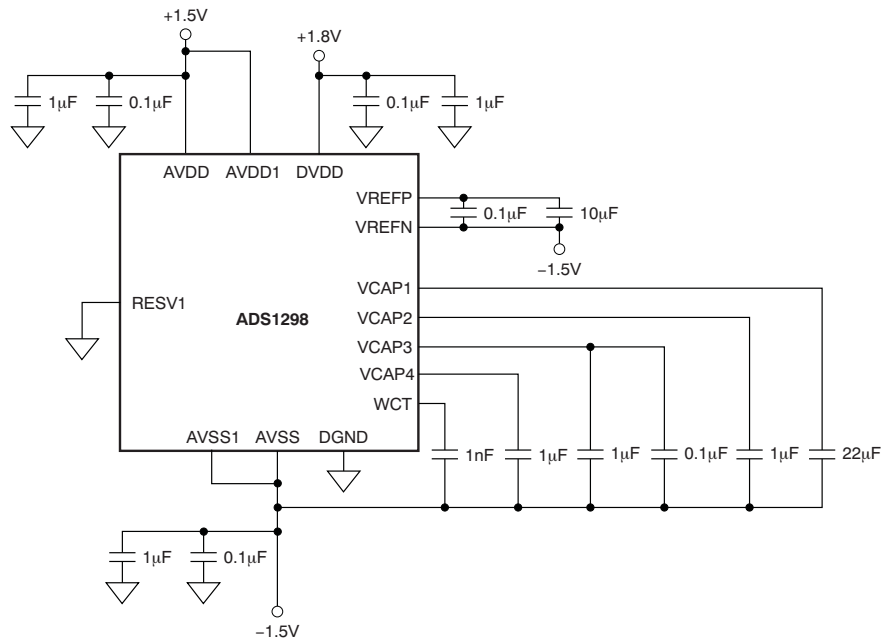 +1.5V
+1.8V
1µF
0.1µF
0.1µF
1µF
AVDD AVDD1 DVDD
VREFP
0.1µF
10µF
VREFN
−1.5V
VCAP1
RESV1
ADS1298
VCAP2
VCAP3
VCAP4
WCT
AVSS1 AVSS DGND
1nF
1µF
1µF
0.1µF
1µF
22µF
1µF
0.1µF
−1.5V